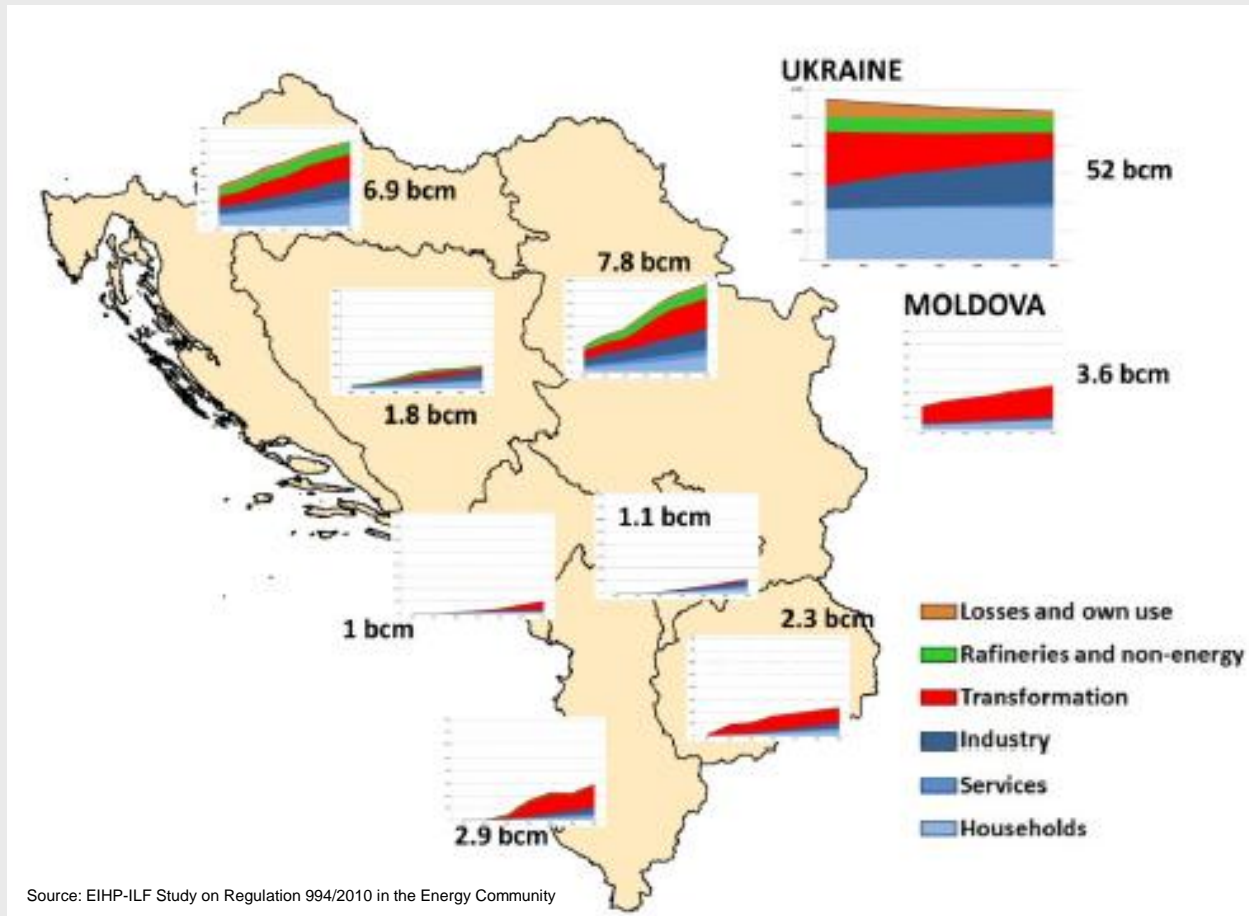 UKRAINE
52 bcm
6.9 bcm
7.8 bcm
MOLDOVA
3.6 bcm
1.8 bcm
1.1 bcm
1 bcm
2.3 bcm
2.9 bcm
Losses and own use
Rafineries and non-energy
Transformation
Industry
Services
Households
Source: EIHP-ILF Study on Regulation 994/2010 in the Energy Community